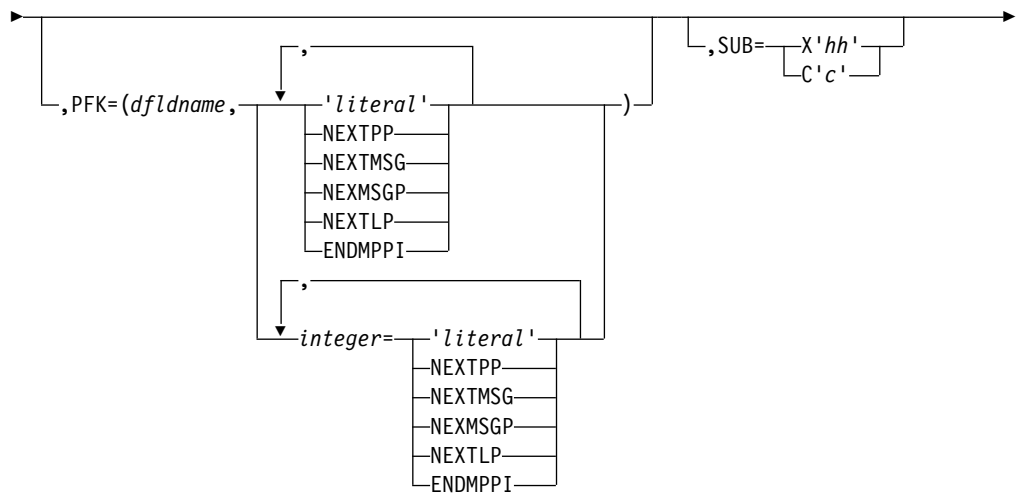 ,
,SUB= X'hh'
C'c'
,PFK=(dfldname, 'literal' )
NEXTPP
NEXTMSG
NEXMSGP
NEXTLP
ENDMPPI
,
integer= 'literal'
NEXTPP
NEXTMSG
NEXMSGP
NEXTLP
ENDMPPI